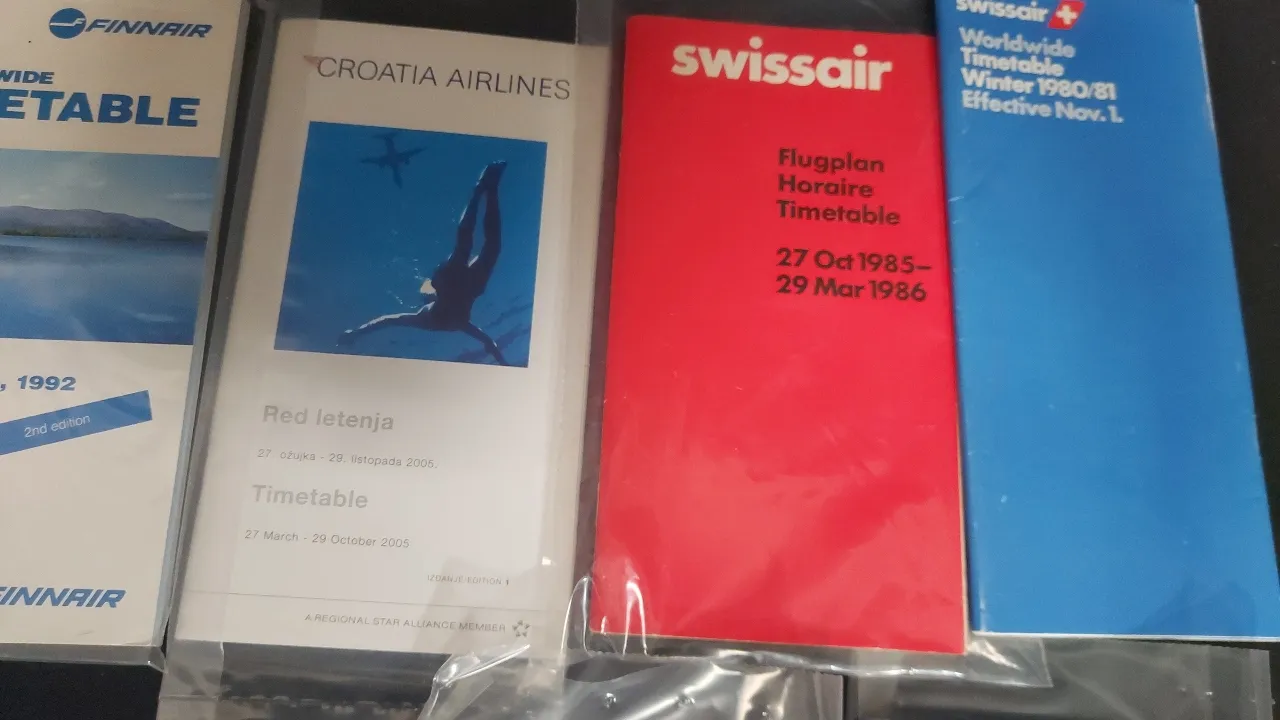 FINNAIR
WIDE
ETABLE
, 1992
2nd edition
FINNAIR
CROATIA AIRLINES
Red letenja
27. ožujka - 29. listopada 2005.
Timetable
27 March - 29 October 2005
IZDANJE/EDITION 1
A REGIONAL STAR ALLIANCE MEMBER
swissair
Flugplan
Horaire
Timetable
27 Oct 1985–
29 Mar 1986
swissair
Worldwide
Timetable
Winter 1980/81
Effective Nov. 1.